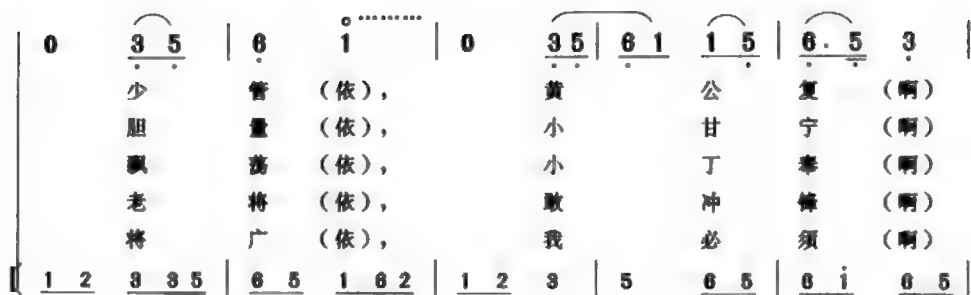 0 3 5 | 6 1 | 0 3 5 | 6 1 1 5 | 6 . 5 3 |
少 管 （依）， 黄 公 复 （啊）
胆 量 （依）， 小 甘 宁 （啊）
飘 荡 （依）， 小 丁 奉 （啊）
老 将 （依）， 敢 冲 锋 （啊）
将 广 （依）， 我 必 须 （啊）
1 2 3 3 5 | 6 5 1 6 2 | 1 2 3 | 5 6 5 | 6 i 6 5 |